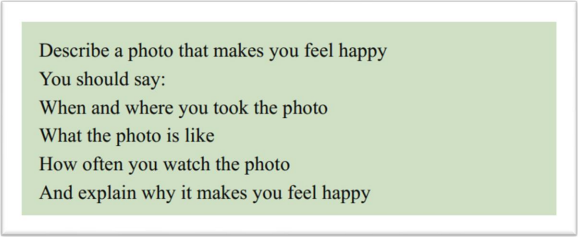 Describe a photo that makes you feel happy
You should say:
When and where you took the photo
What the photo is like
How often you watch the photo
And explain why it makes you feel happy